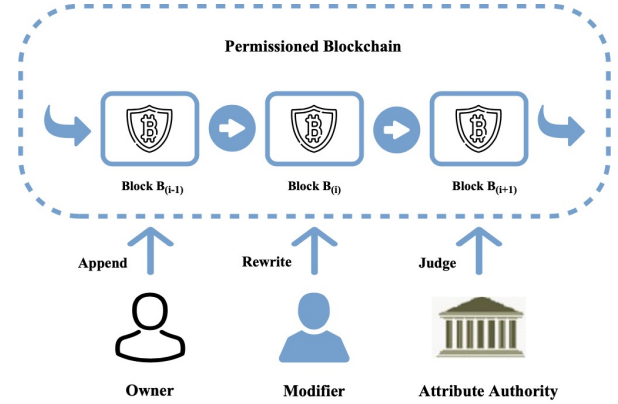 Permissioned Blockchain
Block B(i-1)
Block B(i)
Block B(i+1)
Append
Rewrite
Judge
Owner
Modifier
Attribute Authority